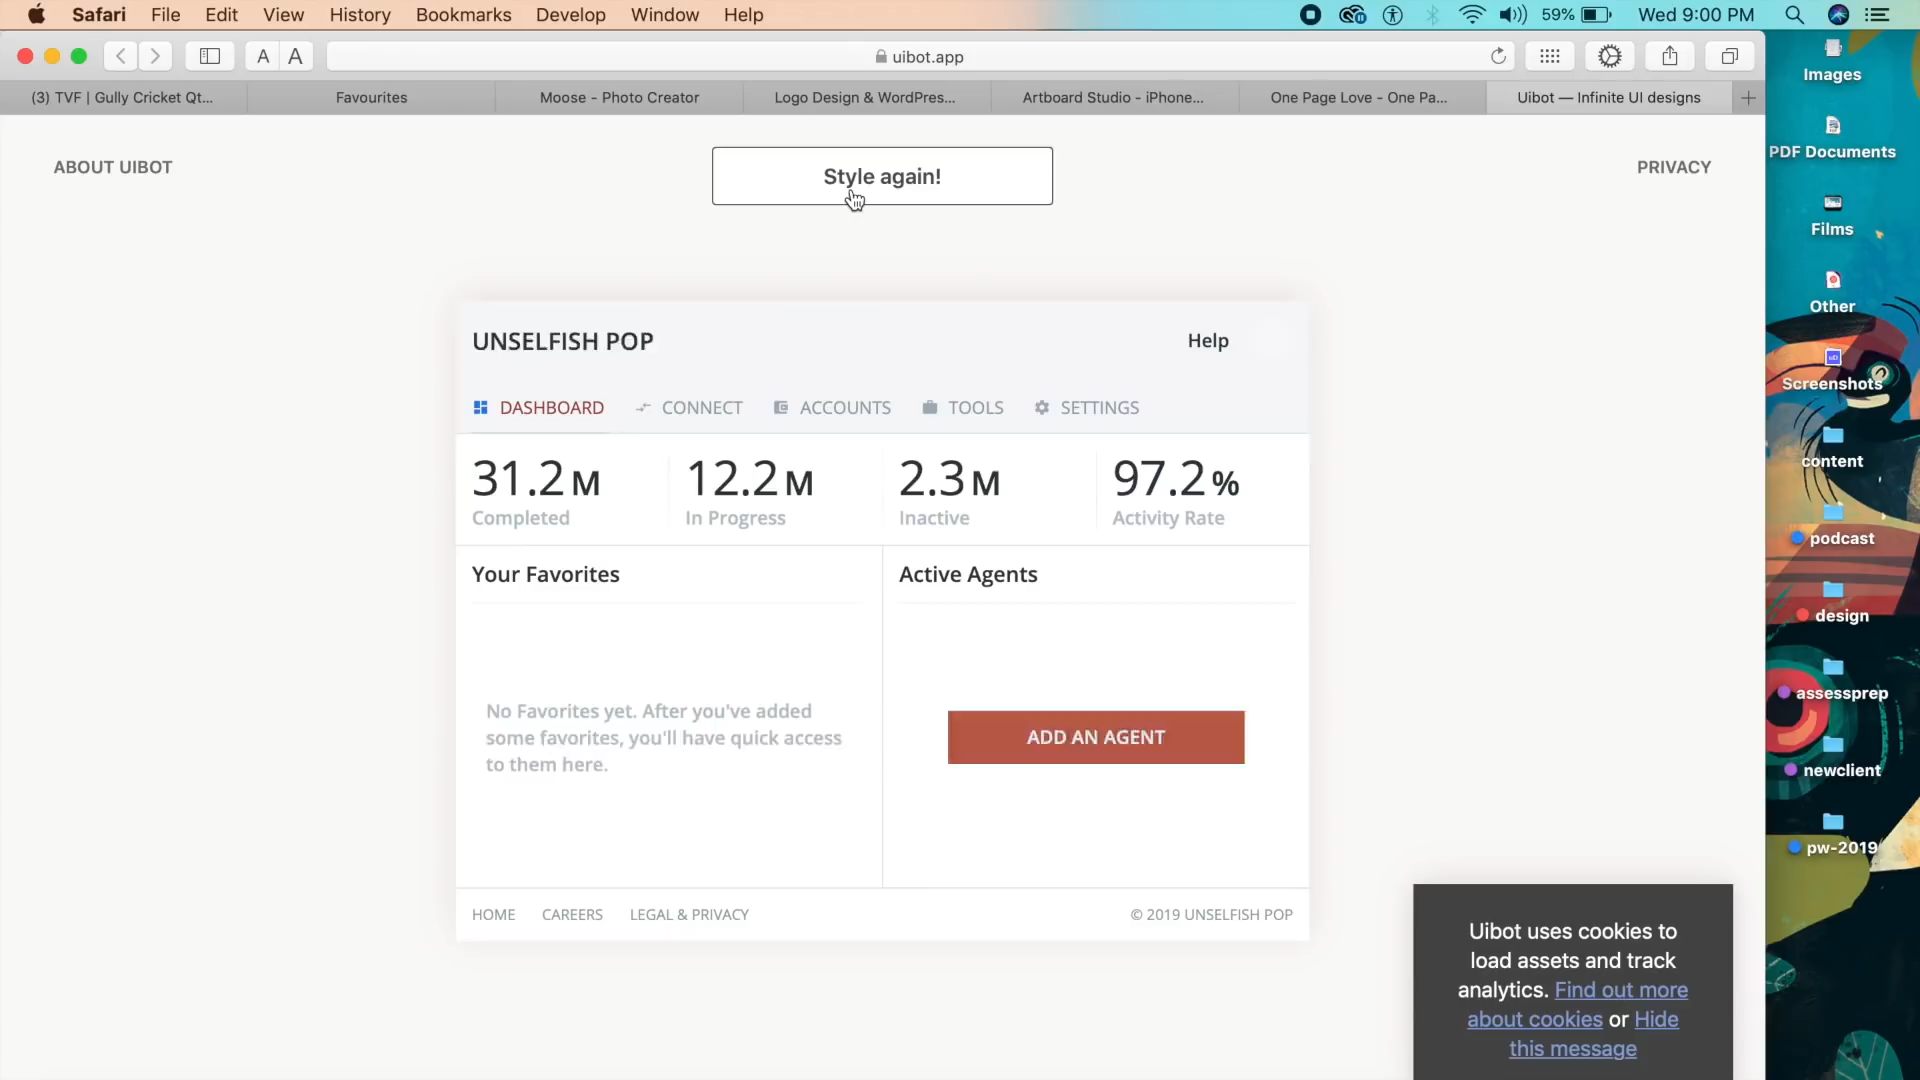 Safari File Edit View History Bookmarks Develop Window Help 59% Wed 9:00 PM
A A uibot.app
(3) TVF | Gully Cricket Qt... Favourites Moose - Photo Creator Logo Design & WordPres... Artboard Studio - iPhone... One Page Love - One Pa... Uibot — Infinite UI designs
ABOUT UIBOT
Style again!
PRIVACY
UNSELFISH POP
Help
DASHBOARD CONNECT ACCOUNTS TOOLS SETTINGS
31.2 M 12.2 M 2.3 M 97.2 %
Completed In Progress Inactive Activity Rate
Your Favorites
Active Agents
No Favorites yet. After you've added
some favorites, you'll have quick access
to them here.
ADD AN AGENT
HOME CAREERS LEGAL & PRIVACY © 2019 UNSELFISH POP
Uibot uses cookies to
load assets and track
analytics. Find out more
about cookies or Hide
this message
Images
PDF Documents
Films
Other
Screenshots
content
podcast
design
assessprep
newclient
pw-2019